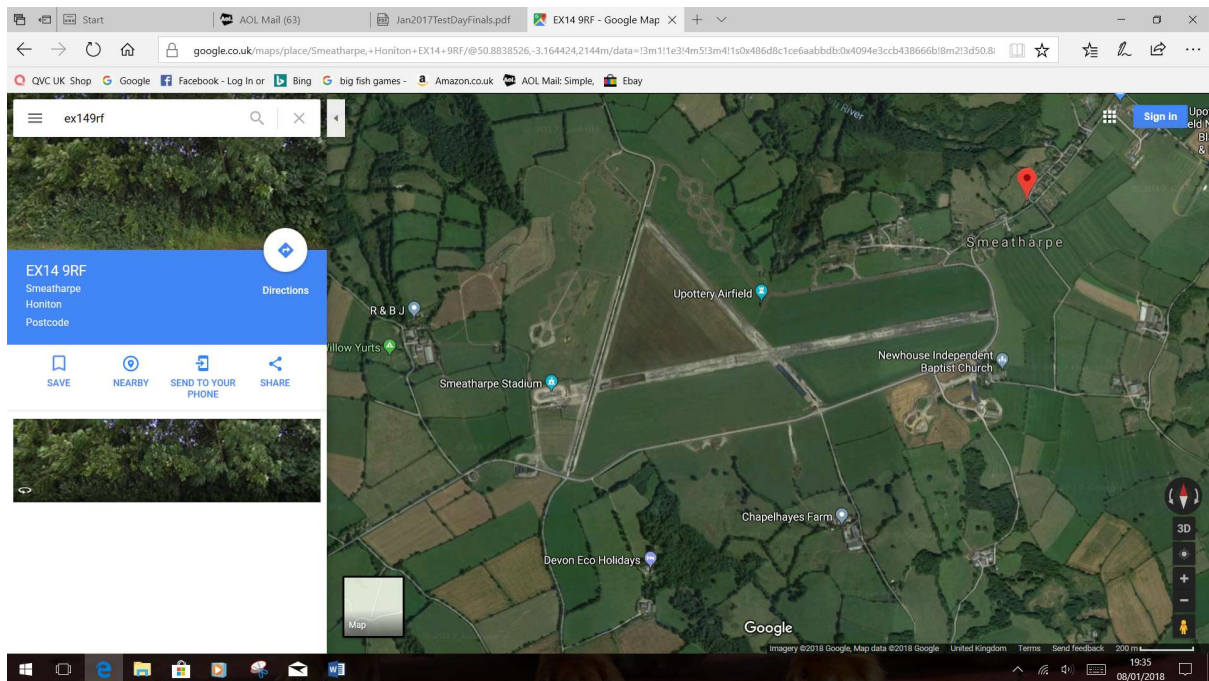 Start
AOL Mail (63)
Jan2017TestDayFinals.pdf
EX14 9RF - Google Map
google.co.uk/maps/place/Smeatharpe,+Honiton+EX14+9RF/@50.8838526,-3.164424,2144m/data=!3m1!1e3!4m5!3m4!1s0x486d8c1ce6aabbdb:0x4094e3ccb438666b!8m2!3d50.8
QVC UK Shop
Google
Facebook - Log In or
Bing
big fish games -
Amazon.co.uk
AOL Mail: Simple,
Ebay
ex149rf
EX14 9RF
Smeatharpe
Honiton
Postcode
Directions
SAVE
NEARBY
SEND TO YOUR
PHONE
SHARE
River
Sign in
Smeatharpe
Upottery Airfield
R & B J
Willow Yurts
Smeatharpe Stadium
Newhouse Independent
Baptist Church
Chapelhayes Farm
Devon Eco Holidays
3D
Map
Google
Imagery ©2018 Google, Map data ©2018 Google United Kingdom Terms Send feedback 200 m
19:35
08/01/2018